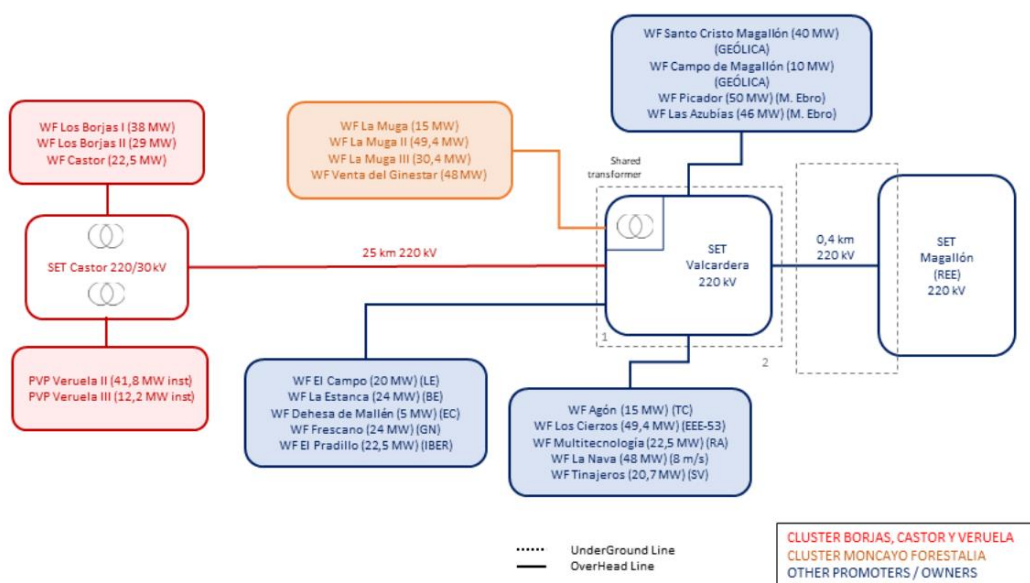 WF Santo Cristo Magallón (40 MW)
(GEÓLICA)
WF Campo de Magallón (10 MW)
(GEÓLICA)
WF Picador (50 MW) (M. Ebro)
WF Las Azubias (46 MW) (M. Ebro)
WF Los Borjas I (38 MW)
WF Los Borjas II (29 MW)
WF Castor (22,5 MW)
WF La Muga (15 MW)
WF La Muga II (49,4 MW)
WF La Muga III (30,4 MW)
WF Venta del Ginestar (48 MW)
Shared
transformer
SET Castor 220/30 kV
25 km 220 kV
SET
Valcardera
220 kV
0,4 km
220 kV
SET
Magallón
(REE)
220 kV
1
2
PVP Veruela II (41,8 MW inst)
PVP Veruela III (12,2 MW inst)
WF El Campo (20 MW) (LE)
WF La Estanca (24 MW) (BE)
WF Dehesa de Mallén (5 MW) (EC)
WF Frescano (24 MW) (GN)
WF El Pradillo (22,5 MW) (IBER)
WF Agón (15 MW) (TC)
WF Los Cierzos (49,4 MW) (EEE-53)
WF Multitecnología (22,5 MW) (RA)
WF La Nava (48 MW) (8 m/s)
WF Tinajeros (20,7 MW) (SV)
UnderGround Line
OverHead Line
CLUSTER BORJAS, CASTOR Y VERUELA
CLUSTER MONCAYO FORESTALIA
OTHER PROMOTERS / OWNERS